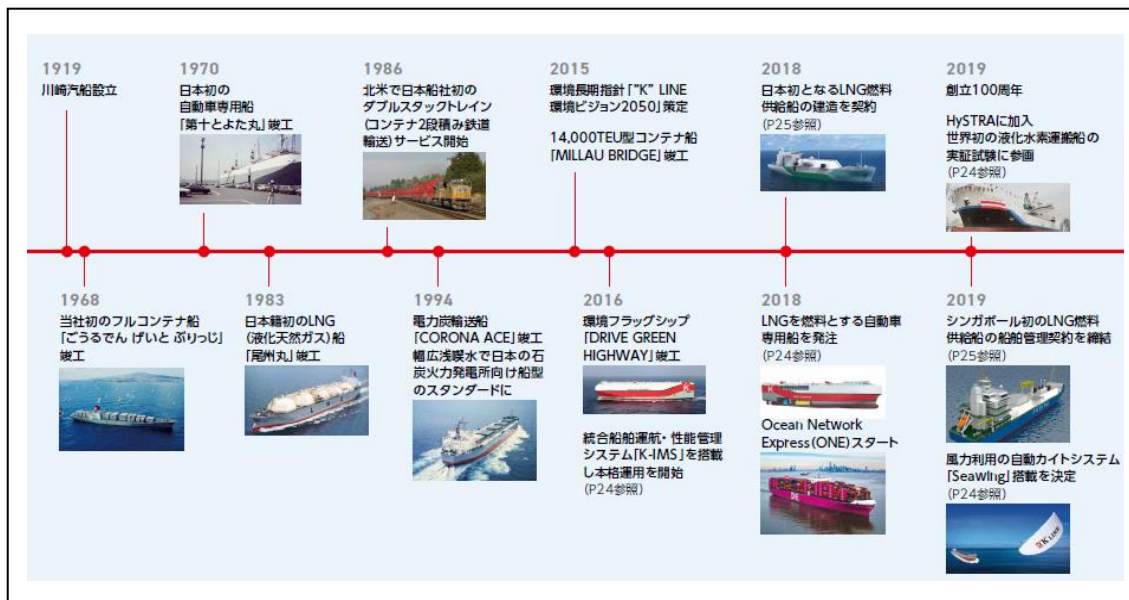 1919
川崎汽船設立
1970
日本初の
自動車専用船
「第十とよた丸」竣工
1986
北米で日本船社初の
ダブルスタックトレイン
(コンテナ2段積み鉄道
輸送)サービス開始
2015
環境長期指針「"K" LINE
環境ビジョン2050」策定
14,000TEU型コンテナ船
「MILLAU BRIDGE」竣工
2018
日本初となるLNG燃料
供給船の建造を契約
(P25参照)
2019
創立100周年
HySTRAに加入
世界初の液化水素運搬船の
実証試験に参画
(P24参照)
1968
当社初のフルコンテナ船
「ごうるでん げいと ぶりっじ」
竣工
1983
日本籍初のLNG
(液化天然ガス)船
「尾州丸」竣工
1994
電力炭輸送船
「CORONA ACE」竣工
幅広浅喫水で日本の石
炭火力発電所向け船型
のスタンダードに
2016
環境フラッグシップ
「DRIVE GREEN
HIGHWAY」竣工
統合船舶運航・性能管理
システム「K-IMS」を搭載
し本格運用を開始
(P24参照)
2018
LNGを燃料とする自動車
専用船を発注
(P24参照)
K
Ocean Network
Express(ONE)スタート
ONE
2019
シンガポール初のLNG燃料
供給船の船舶管理契約を締結
(P25参照)
風力利用の自動カイトシステム
「Seawing」搭載を決定
(P24参照)
K LINE